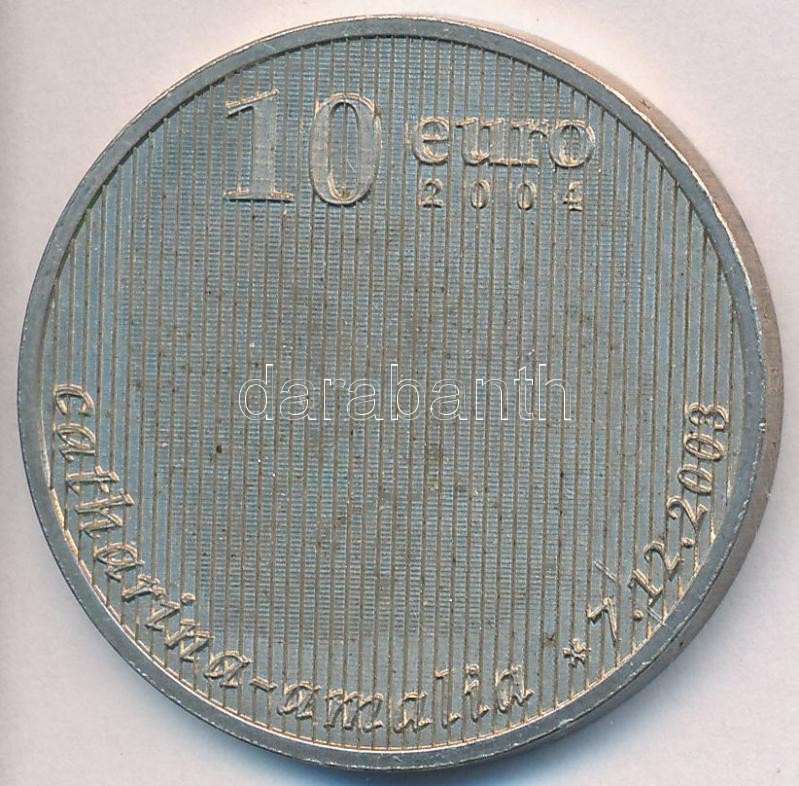 10 euro
2004
darabanth
catharina-amalia * 7.12.2003